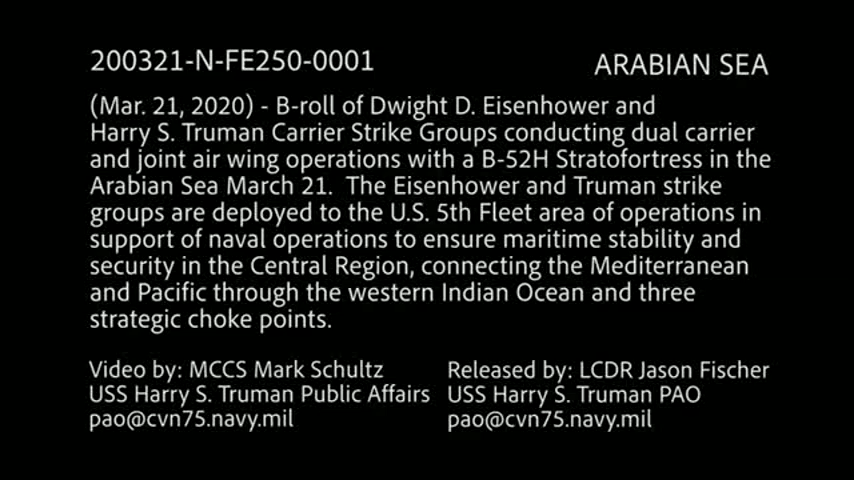 200321-N-FE250-0001
ARABIAN SEA
(Mar. 21, 2020) - B-roll of Dwight D. Eisenhower and
Harry S. Truman Carrier Strike Groups conducting dual carrier
and joint air wing operations with a B-52H Stratofortress in the
Arabian Sea March 21.  The Eisenhower and Truman strike
groups are deployed to the U.S. 5th Fleet area of operations in
support of naval operations to ensure maritime stability and
security in the Central Region, connecting the Mediterranean
and Pacific through the western Indian Ocean and three
strategic choke points.
Video by: MCCS Mark Schultz
USS Harry S. Truman Public Affairs
pao@cvn75.navy.mil
Released by: LCDR Jason Fischer
USS Harry S. Truman PAO
pao@cvn75.navy.mil